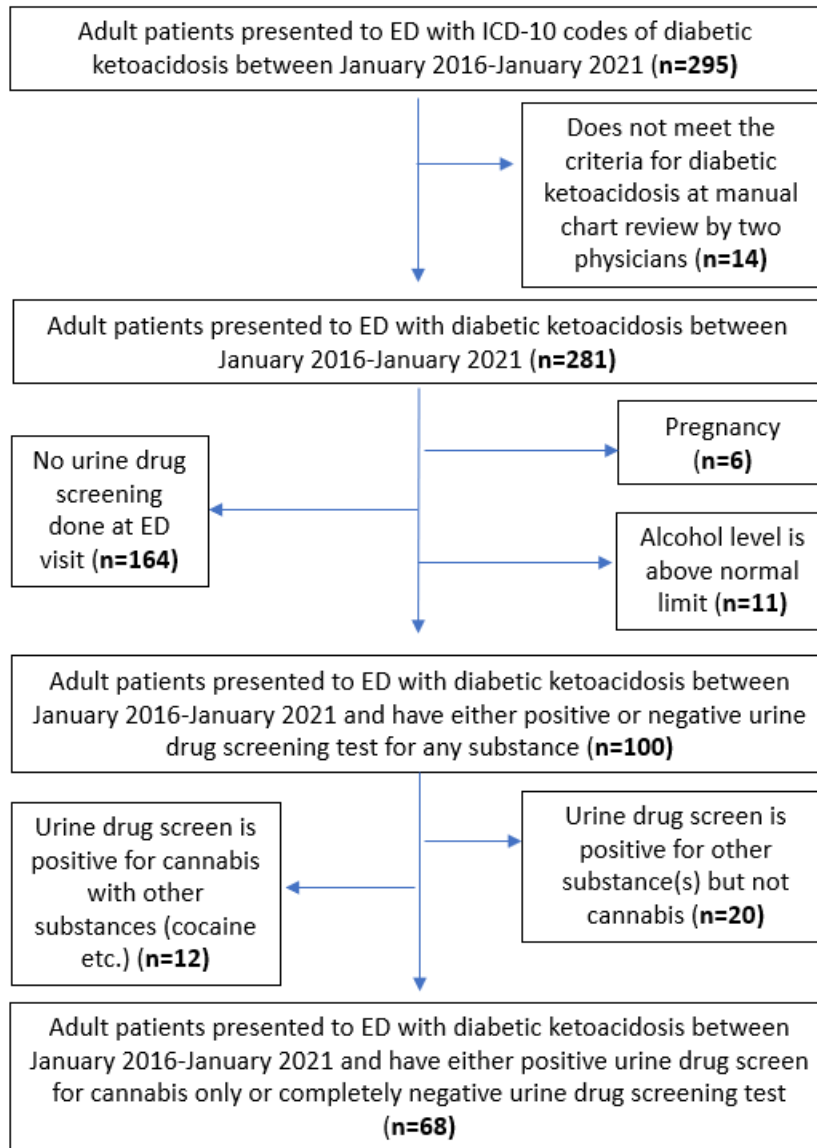 Adult patients presented to ED with ICD-10 codes of diabetic
ketoacidosis between January 2016-January 2021 (n=295)
Does not meet the
criteria for diabetic
ketoacidosis at manual
chart review by two
physicians (n=14)
Adult patients presented to ED with diabetic ketoacidosis between
January 2016-January 2021 (n=281)
Pregnancy
(n=6)
No urine drug
screening
done at ED
visit (n=164)
Alcohol level is
above normal
limit (n=11)
Adult patients presented to ED with diabetic ketoacidosis between
January 2016-January 2021 and have either positive or negative urine
drug screening test for any substance (n=100)
Urine drug screen is
positive for cannabis
with other
substances (cocaine
etc.) (n=12)
Urine drug screen is
positive for other
substance(s) but not
cannabis (n=20)
Adult patients presented to ED with diabetic ketoacidosis between
January 2016-January 2021 and have either positive urine drug screen
for cannabis only or completely negative urine drug screening test
(n=68)